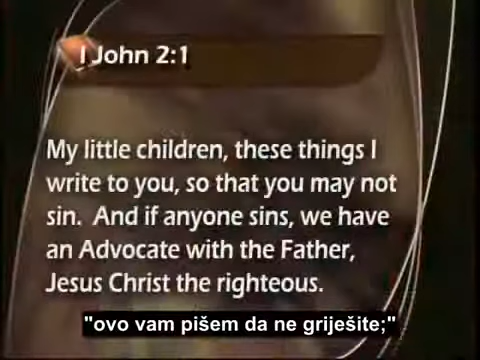 I John 2:1
My little children, these things I
write to you, so that you may not
sin. And if anyone sins, we have
an Advocate with the Father,
Jesus Christ the righteous.
"ovo vam pišem da ne griješite;"